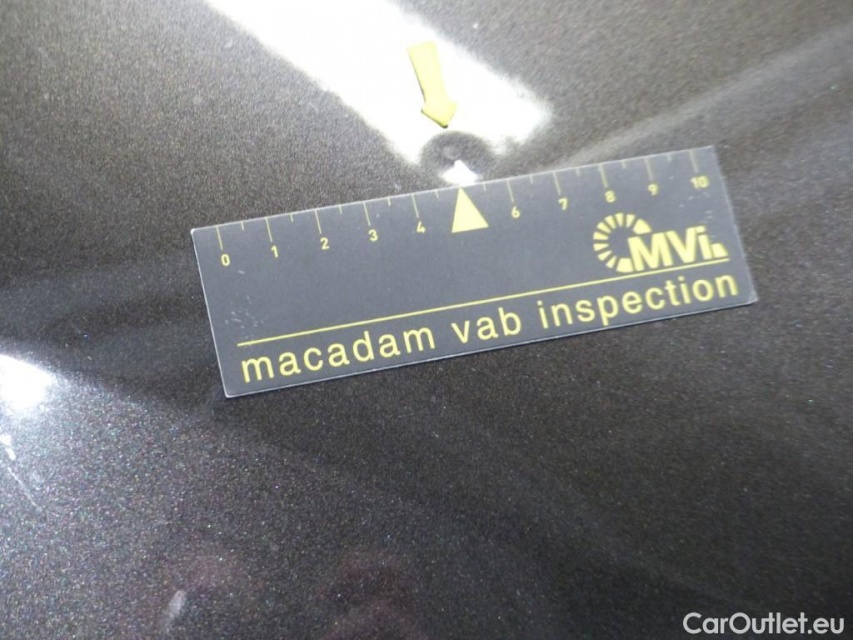 0 1 2 3 4 6 7 8 9 10
MVi
macadam vab inspection
CarOutlet.eu